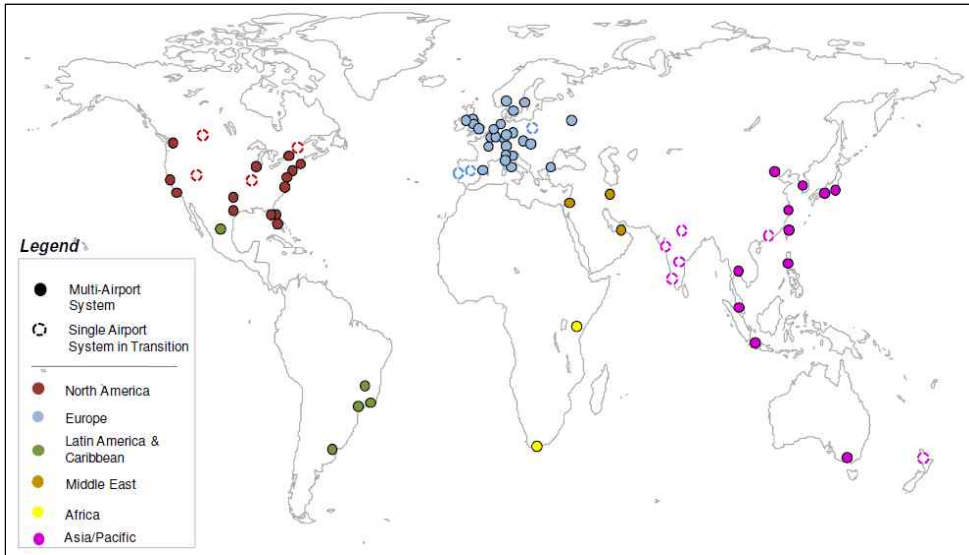 Legend
Multi-Airport
System
Single Airport
System in Transition
North America
Europe
Latin America &
Caribbean
Middle East
Africa
Asia/Pacific